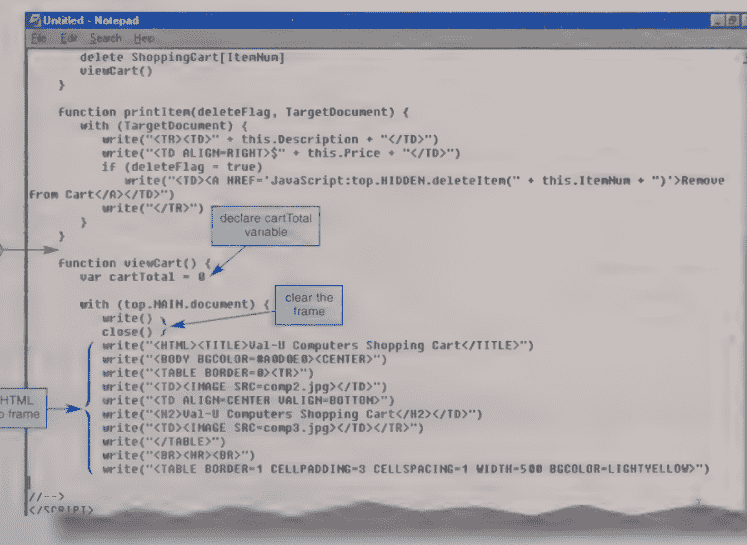 Untitled - Notepad
File Edit Search Help
delete ShoppingCart[ItemNum]
viewCart()
}
function printItem(deleteFlag, TargetDocument) {
with (TargetDocument) {
write("<TR><TD>" + this.Description + "</TD>")
write("<TD ALIGN=RIGHT>$" + this.Price + "</TD>")
if (deleteFlag = true)
write("<TD><A HREF='JavaScript:top.HIDDEN.deleteItem(" + this.ItemNum + ")'>Remove
from Cart</A></TD>")
write("</TR>")
}
}
declare cartTotal
variable
function viewCart() {
var cartTotal = 0
with (top.MAIN.document) {
write()
close()
clear the
frame
write("<HTML><TITLE>Val-U Computers Shopping Cart</TITLE>")
write("<BODY BGCOLOR=#A0D0E0><CENTER>")
write("<TABLE BORDER=0><TR>")
write("<TD><IMAGE SRC=comp2.jpg></TD>")
write("<TD ALIGN=CENTER VALIGN=BOTTOM>")
write("<H2>Val-U Computers Shopping Cart</H2></TD>")
write("<TD><IMAGE SRC=comp3.jpg></TD></TR>")
write("</TABLE>")
write("<BR><HR><BR>")
write("<TABLE BORDER=1 CELLPADDING=3 CELLSPACING=1 WIDTH=500 BGCOLOR=LIGHTYELLOW>")
HTML
frame
//-->
</SCRIPT>